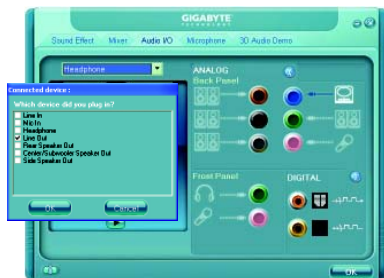 GIGABYTE
TECHNOLOGY
Sound Effect Mixer Audio I/O Microphone 3D Audio Demo
Headphone
ANALOG
Back Panel
Connected device :
Which device did you plug in?
Line In
Mic In
Headphone
Line Out
Rear Speaker Out
Center/Subwoofer Speaker Out
Side Speaker Out
OK Cancel
Front Panel
DIGITAL
OK